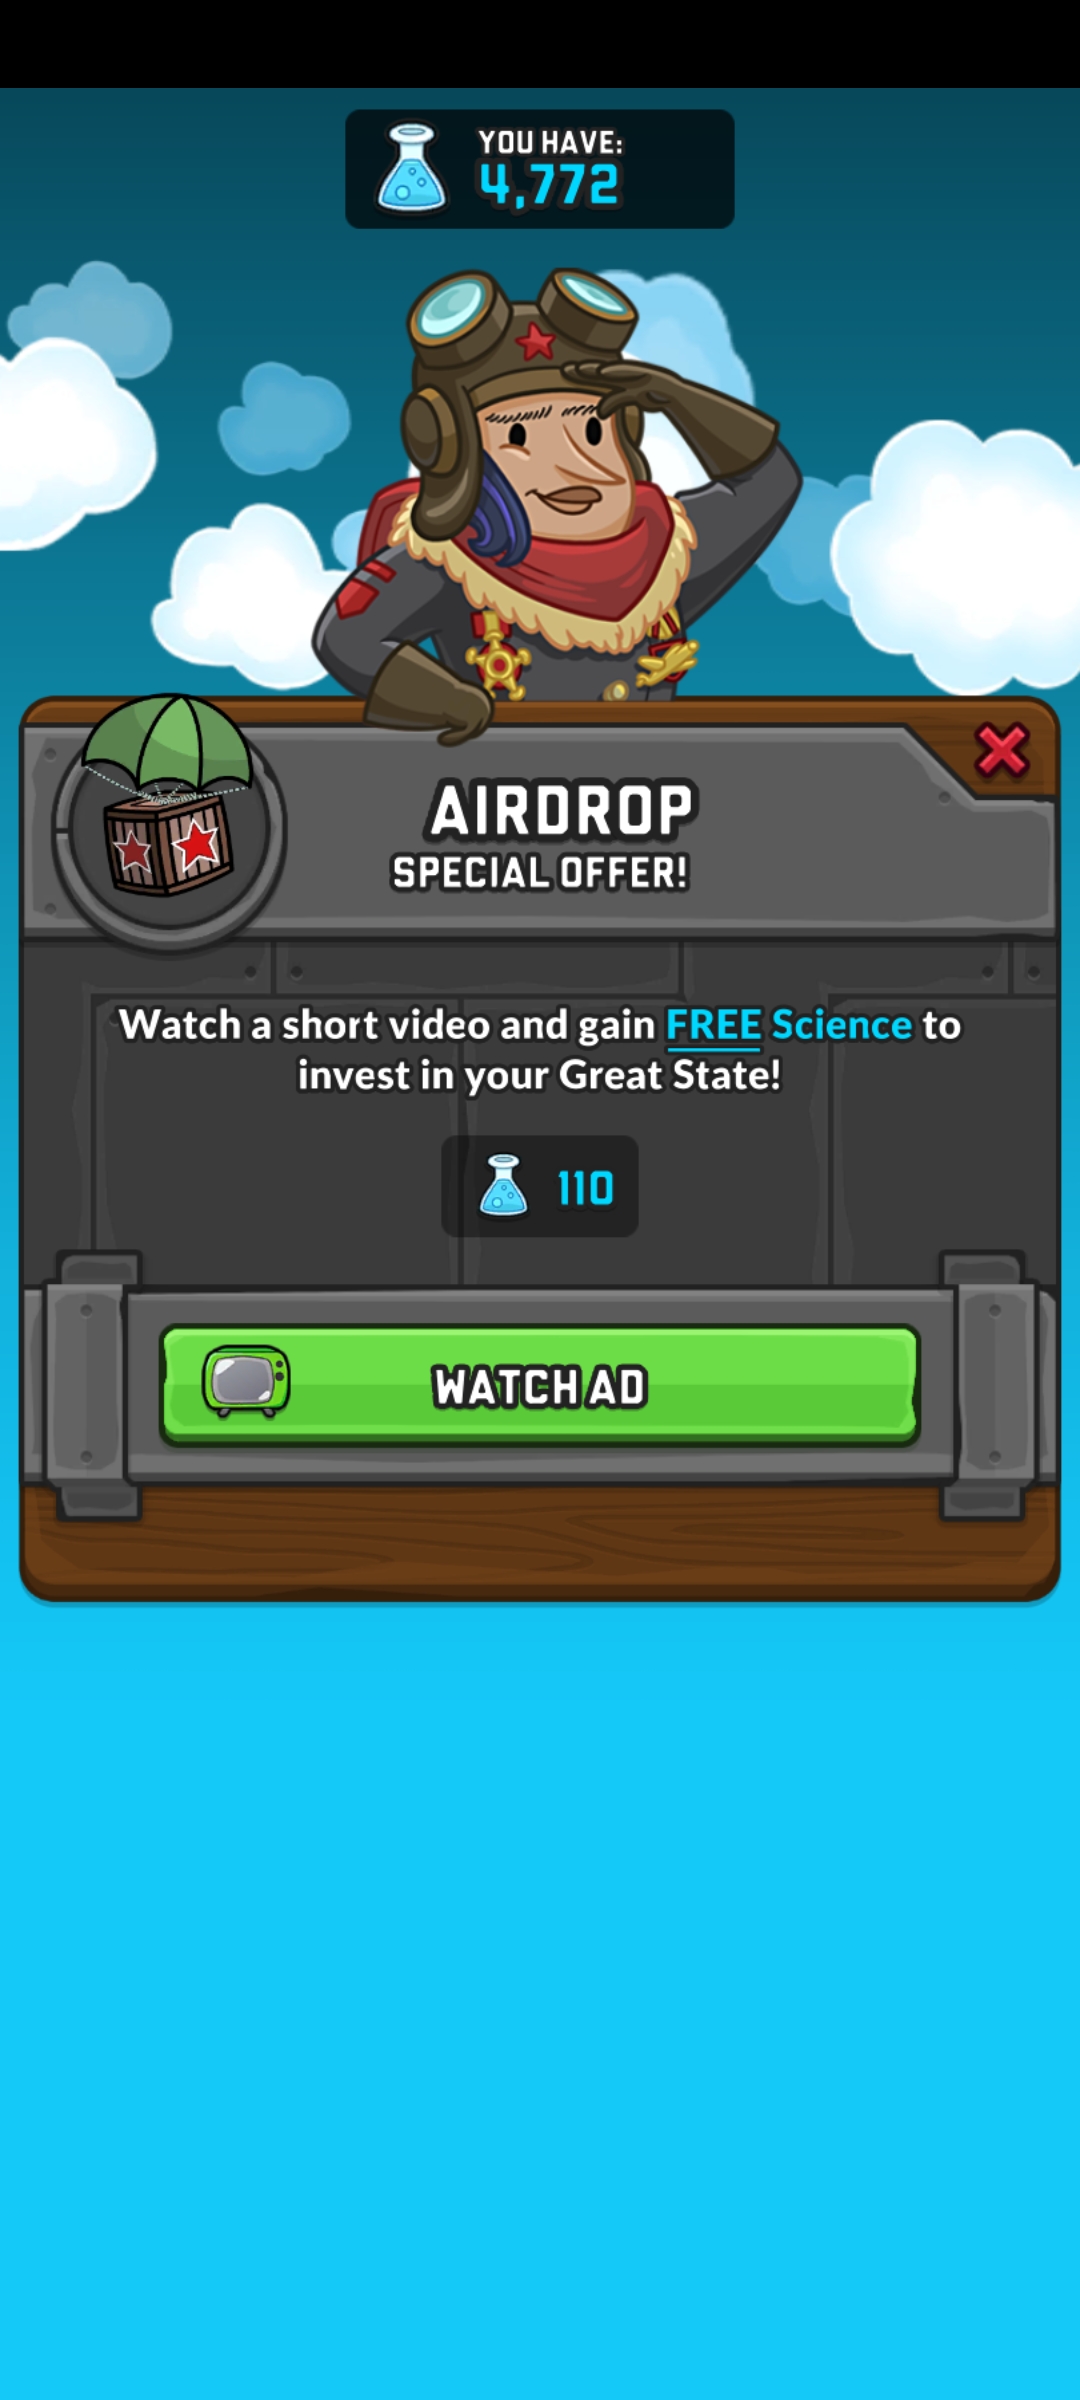 YOU HAVE:
4,772
AIRDROP
SPECIAL OFFER!
Watch a short video and gain FREE Science to
invest in your Great State!
110
WATCH AD